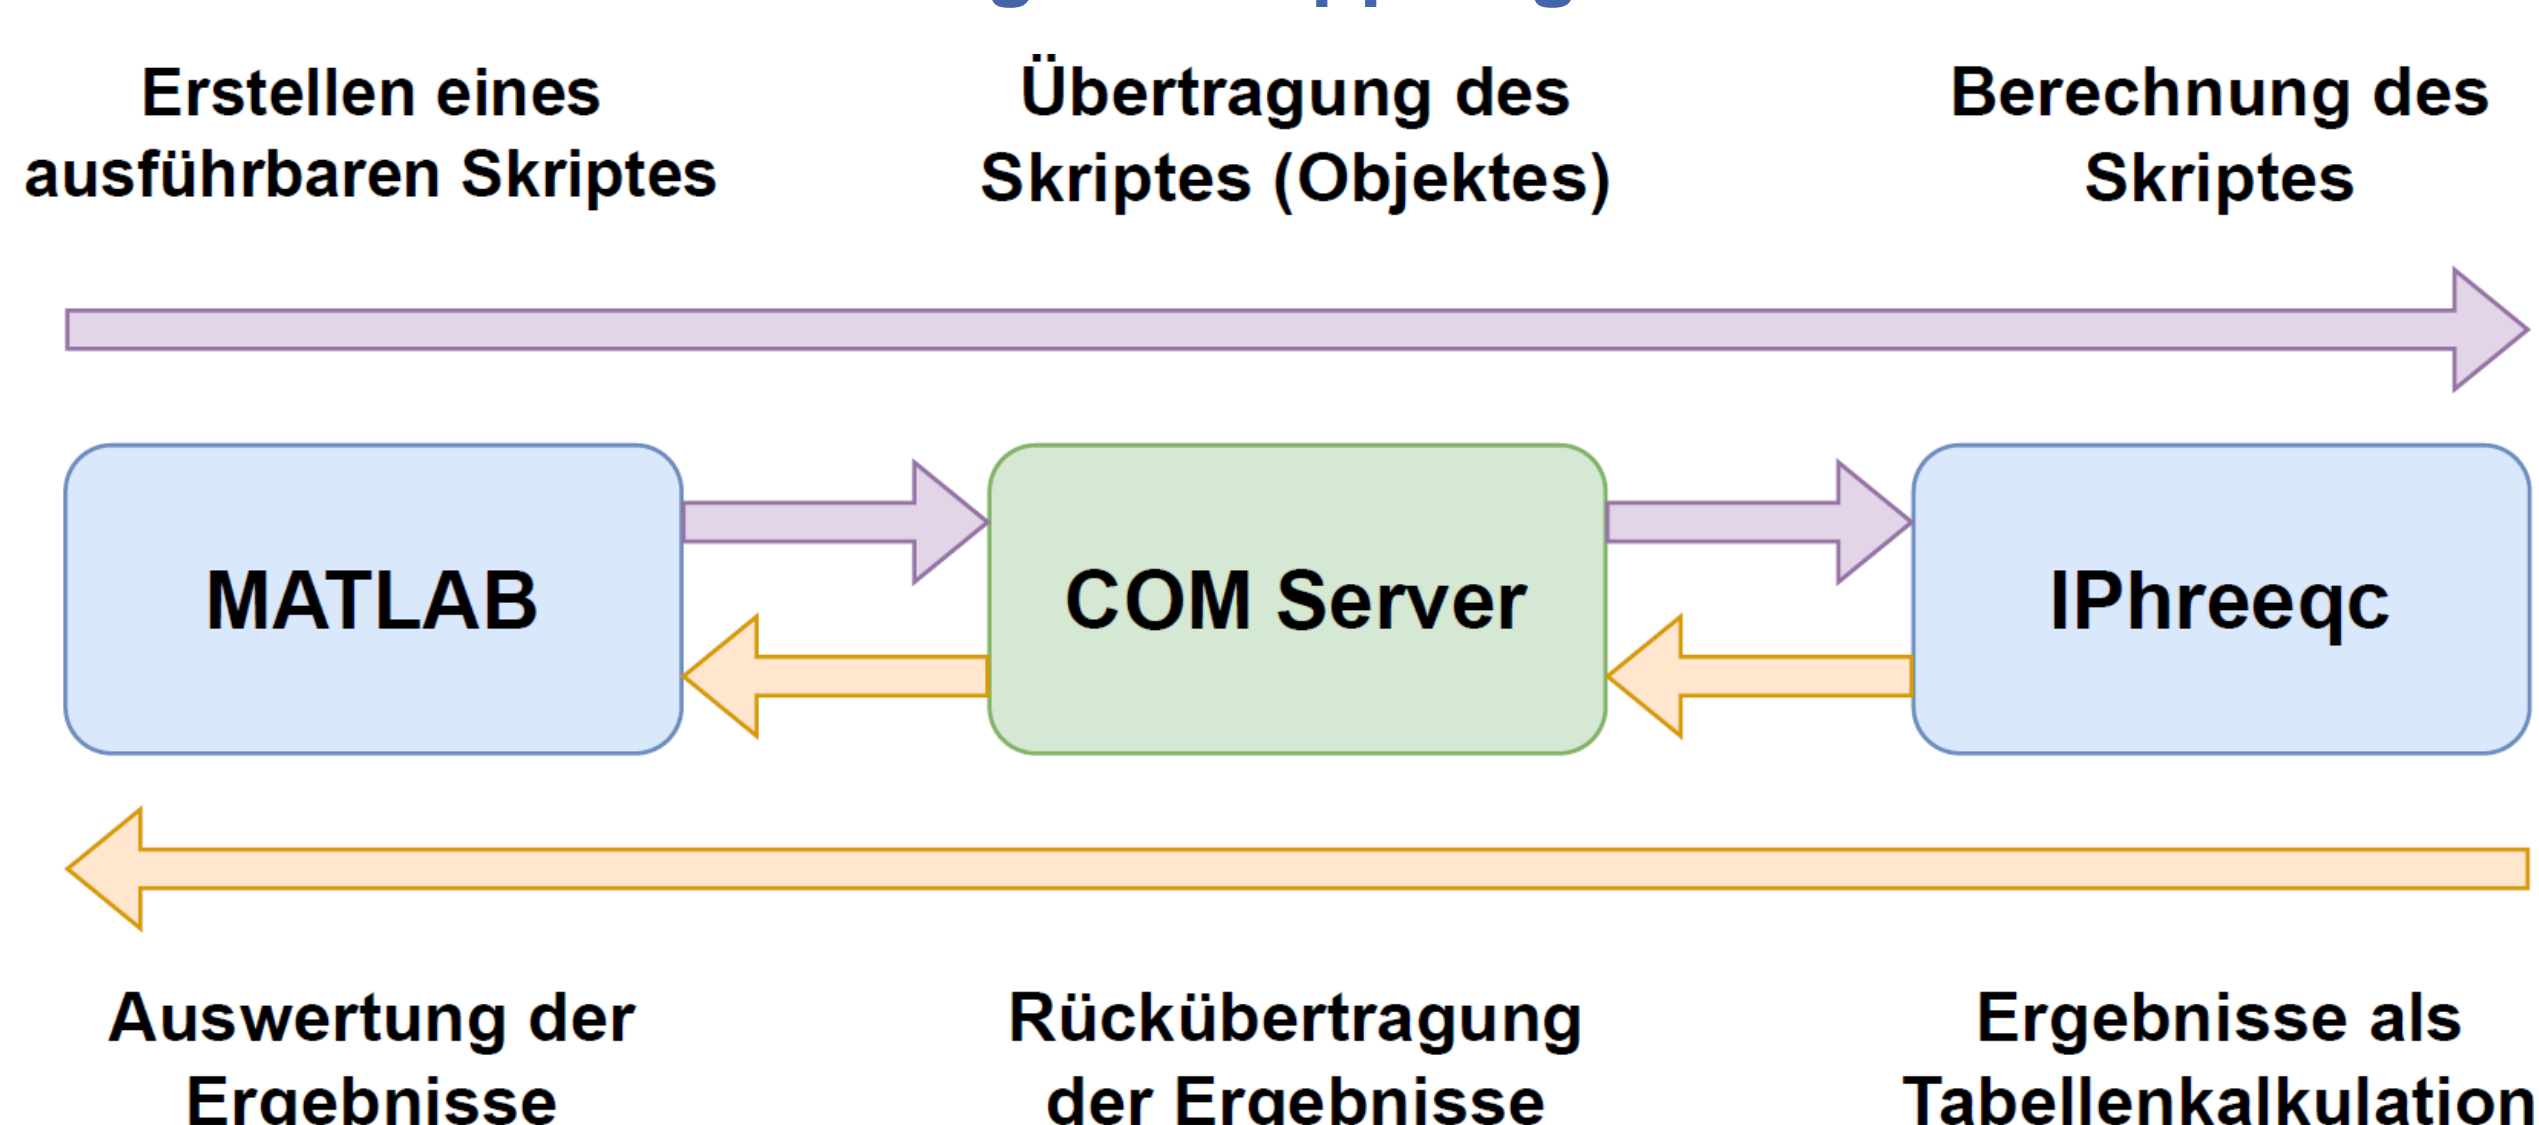 Erstellen eines
ausführbaren Skriptes
Übertragung des
Skriptes (Objektes)
Berechnung des
Skriptes
MATLAB
COM Server
IPhreeqc
Auswertung der
Ergebnisse
Rückübertragung
der Ergebnisse
Ergebnisse als
Tabellenkalkulation